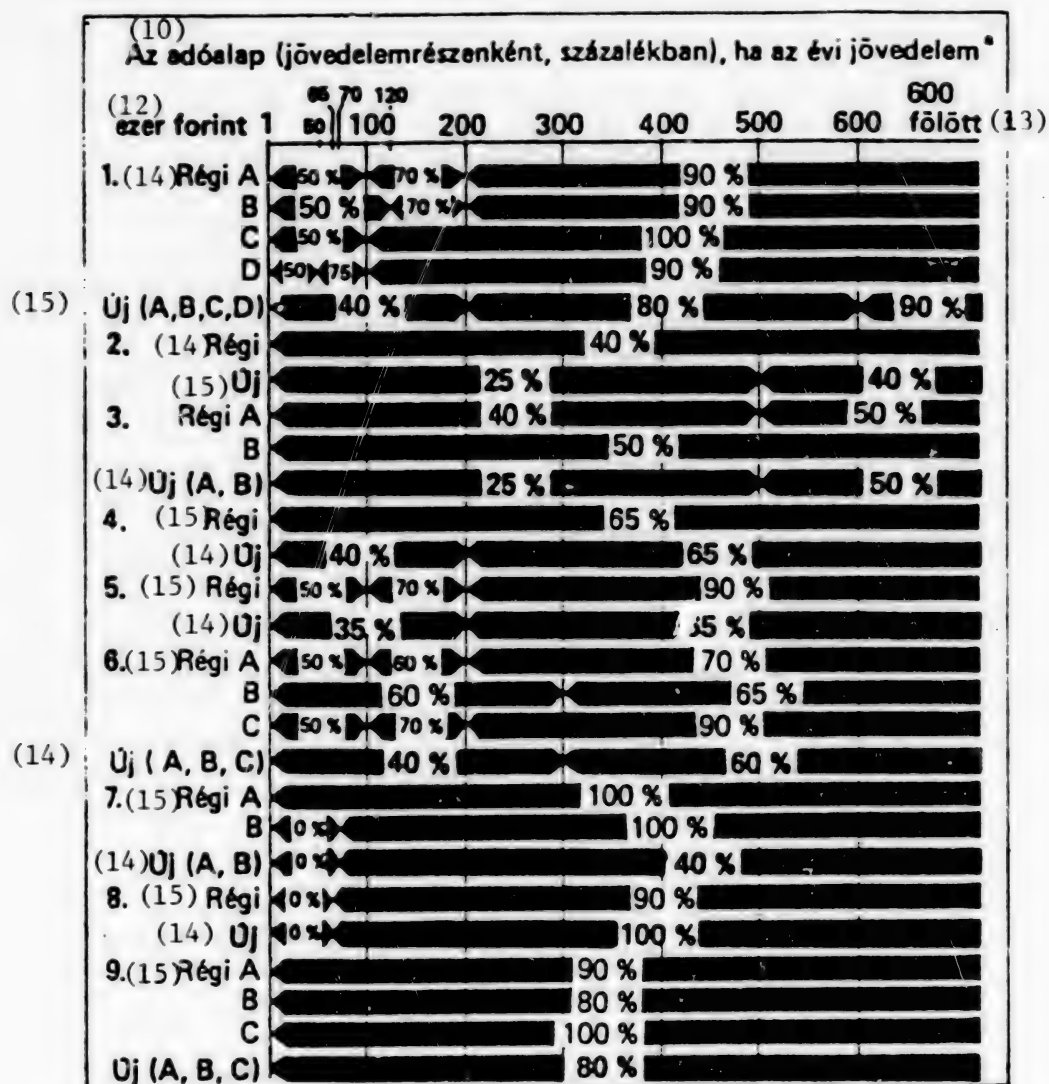 (10)
Az adóalap (jövedelemrészenként, százalékban), ha az évi jövedelem*
65 70 120 600
(12) ezer forint 1 50 100 200 300 400 500 600 fölött (13)
1. (14) Régi A 50 % 70 % 90 %
B 50 % 70 % 90 %
C 50 % 100 %
D 50 75 90 %
(15) Új (A,B,C,D) 40 % 80 % 90 %
2. (14) Régi 40 %
(15) Új 25 % 40 %
3. Régi A 40 % 50 %
B 50 %
(14) Új (A, B) 25 % 50 %
4. (15) Régi 65 %
(14) Új 40 % 65 %
5. (15) Régi 50 % 70 % 90 %
(14) Új 35 % 5 %
6. (15) Régi A 50 % 60 % 70 %
B 60 % 65 %
C 50 % 70 % 90 %
(14) Új ( A, B, C) 40 % 60 %
7. (15) Régi A 100 %
B 0 % 100 %
(14) Új (A, B) 0 % 40 %
8. (15) Régi 0 % 90 %
(14) Új 0 % 100 %
9. (15) Régi A 90 %
B 80 %
C 100 %
Új (A, B, C) 80 %